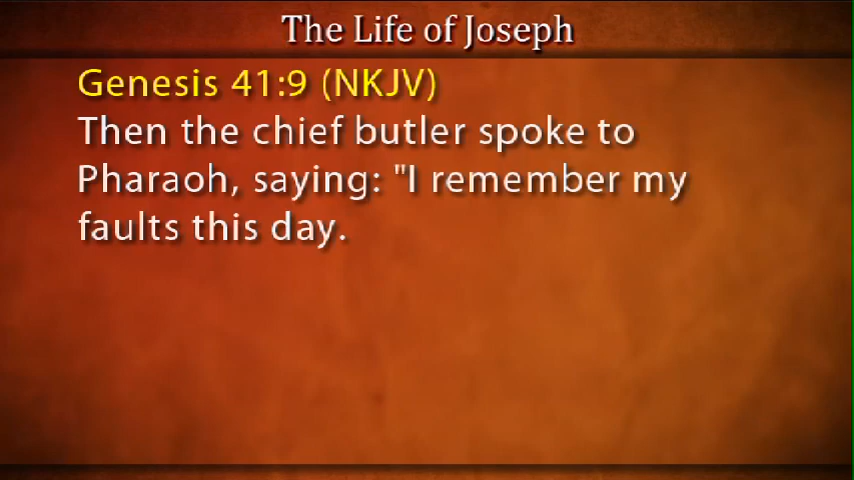 The Life of Joseph
Genesis 41:9 (NKJV)
Then the chief butler spoke to
Pharaoh, saying: "I remember my
faults this day.